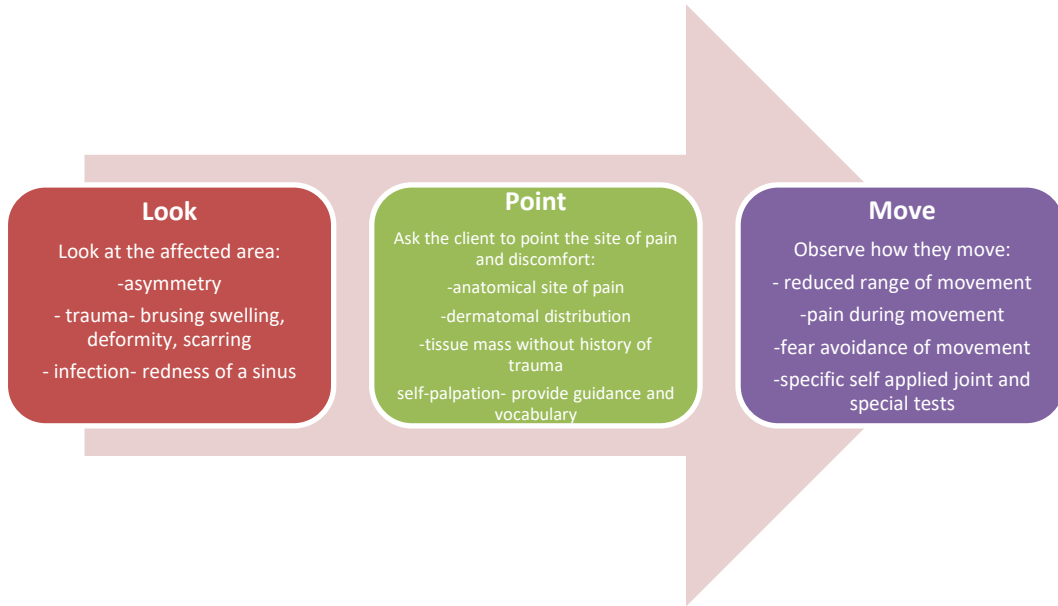 Look
Look at the affected area:
-asymmetry
- trauma- brusing swelling,
deformity, scarring
- infection- redness of a sinus
Point
Ask the client to point the site of pain
and discomfort:
-anatomical site of pain
-dermatomal distribution
-tissue mass without history of
trauma
self-palpation- provide guidance and
vocabulary
Move
Observe how they move:
- reduced range of movement
-pain during movement
-fear avoidance of movement
-specific self applied joint and
special tests